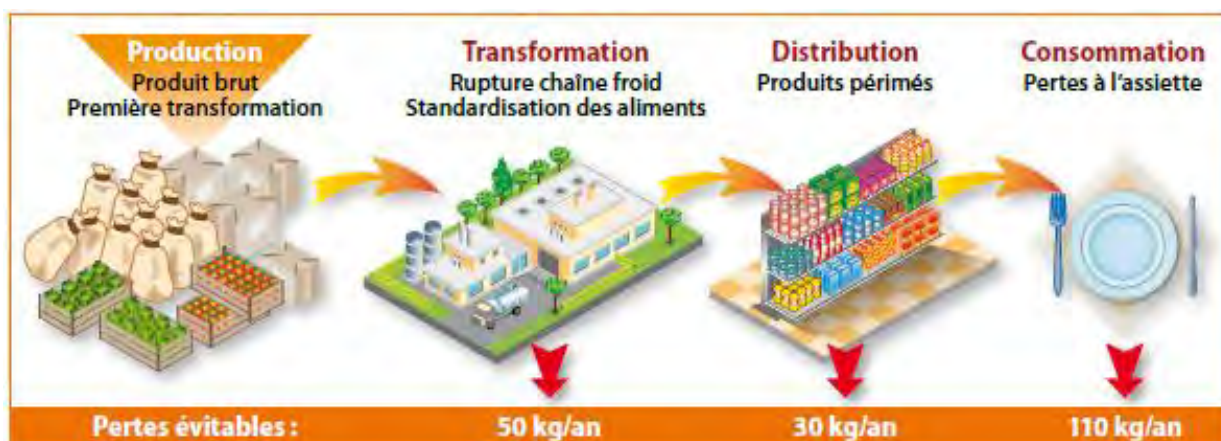 Production
Produit brut
Première transformation
Transformation
Rupture chaîne froid
Standardisation des aliments
Distribution
Produits périmés
Consommation
Pertes à l'assiette
Pertes évitables :
50 kg/an
30 kg/an
110 kg/an